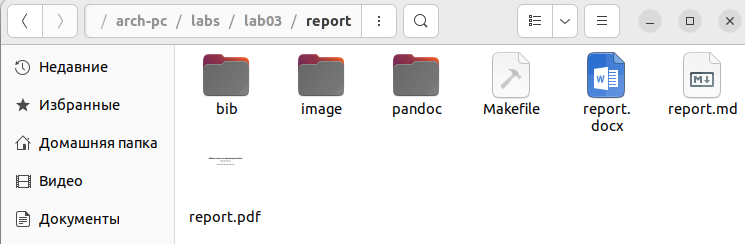 / arch-pc / labs / lab03 / report
Недавние
Избранные
Домашняя папка
Видео
Документы
bib
image
pandoc
Makefile
report.
docx
report.md
report.pdf